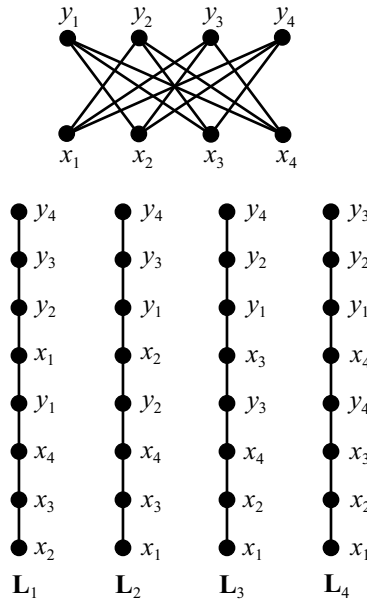 y₁ y₂ y₃ y₄
x₁ x₂ x₃ x₄
y₄ y₄ y₄ y₃
y₃ y₃ y₂ y₂
y₂ y₁ y₁ y₁
x₁ x₂ x₃ x₄
y₁ y₂ y₃ y₄
x₄ x₄ x₄ x₃
x₃ x₃ x₂ x₂
x₂ x₁ x₁ x₁
L₁ L₂ L₃ L₄